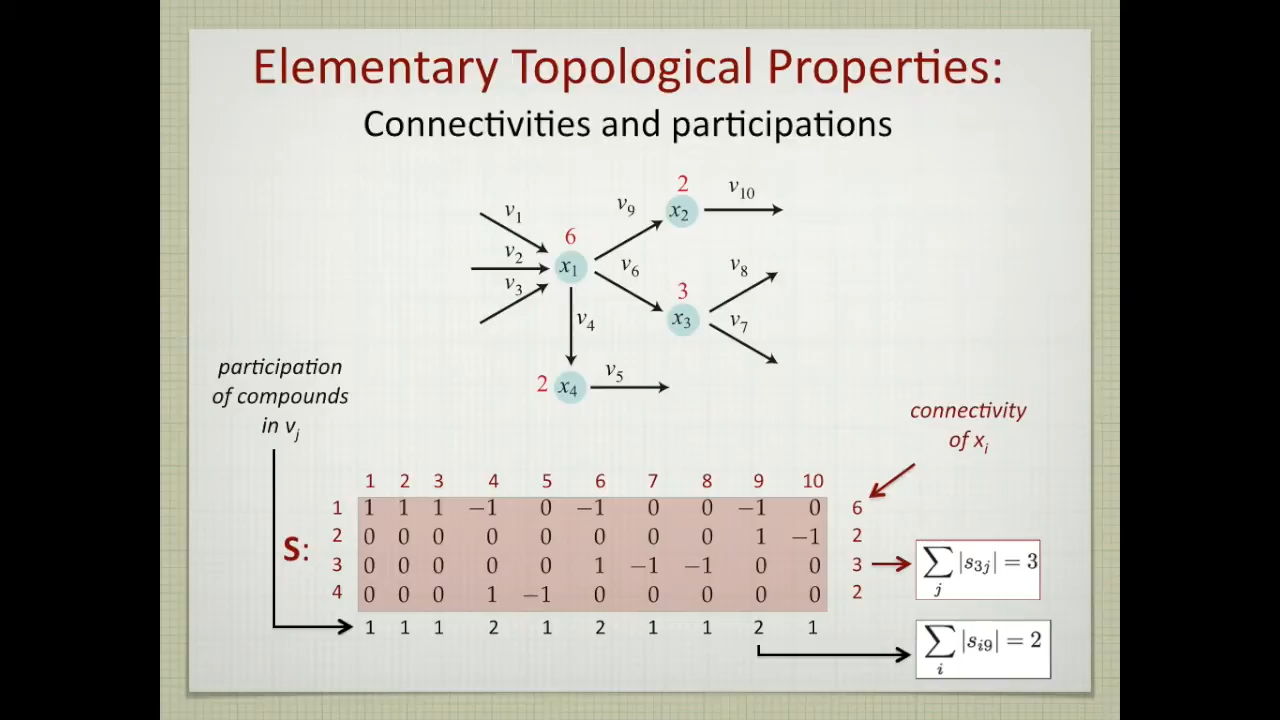 Elementary Topological Properties:
Connectivities and participations
2
v10
v9
x2
v1
6
v2
x1
v6
v8
v3
3
x3
v7
v4
participation
of compounds
in vj
2 x4
v5
connectivity
of xi
1 2 3 4 5 6 7 8 9 10
1 1 1 1 −1 0 −1 0 0 −1 0 6
2 0 0 0 0 0 0 0 0 1 −1 2
S:
3 0 0 0 0 0 1 −1 −1 0 0 3
∑j |s3j| = 3
4 0 0 0 1 −1 0 0 0 0 0 2
1 1 1 2 1 2 1 1 2 1
∑i |si9| = 2